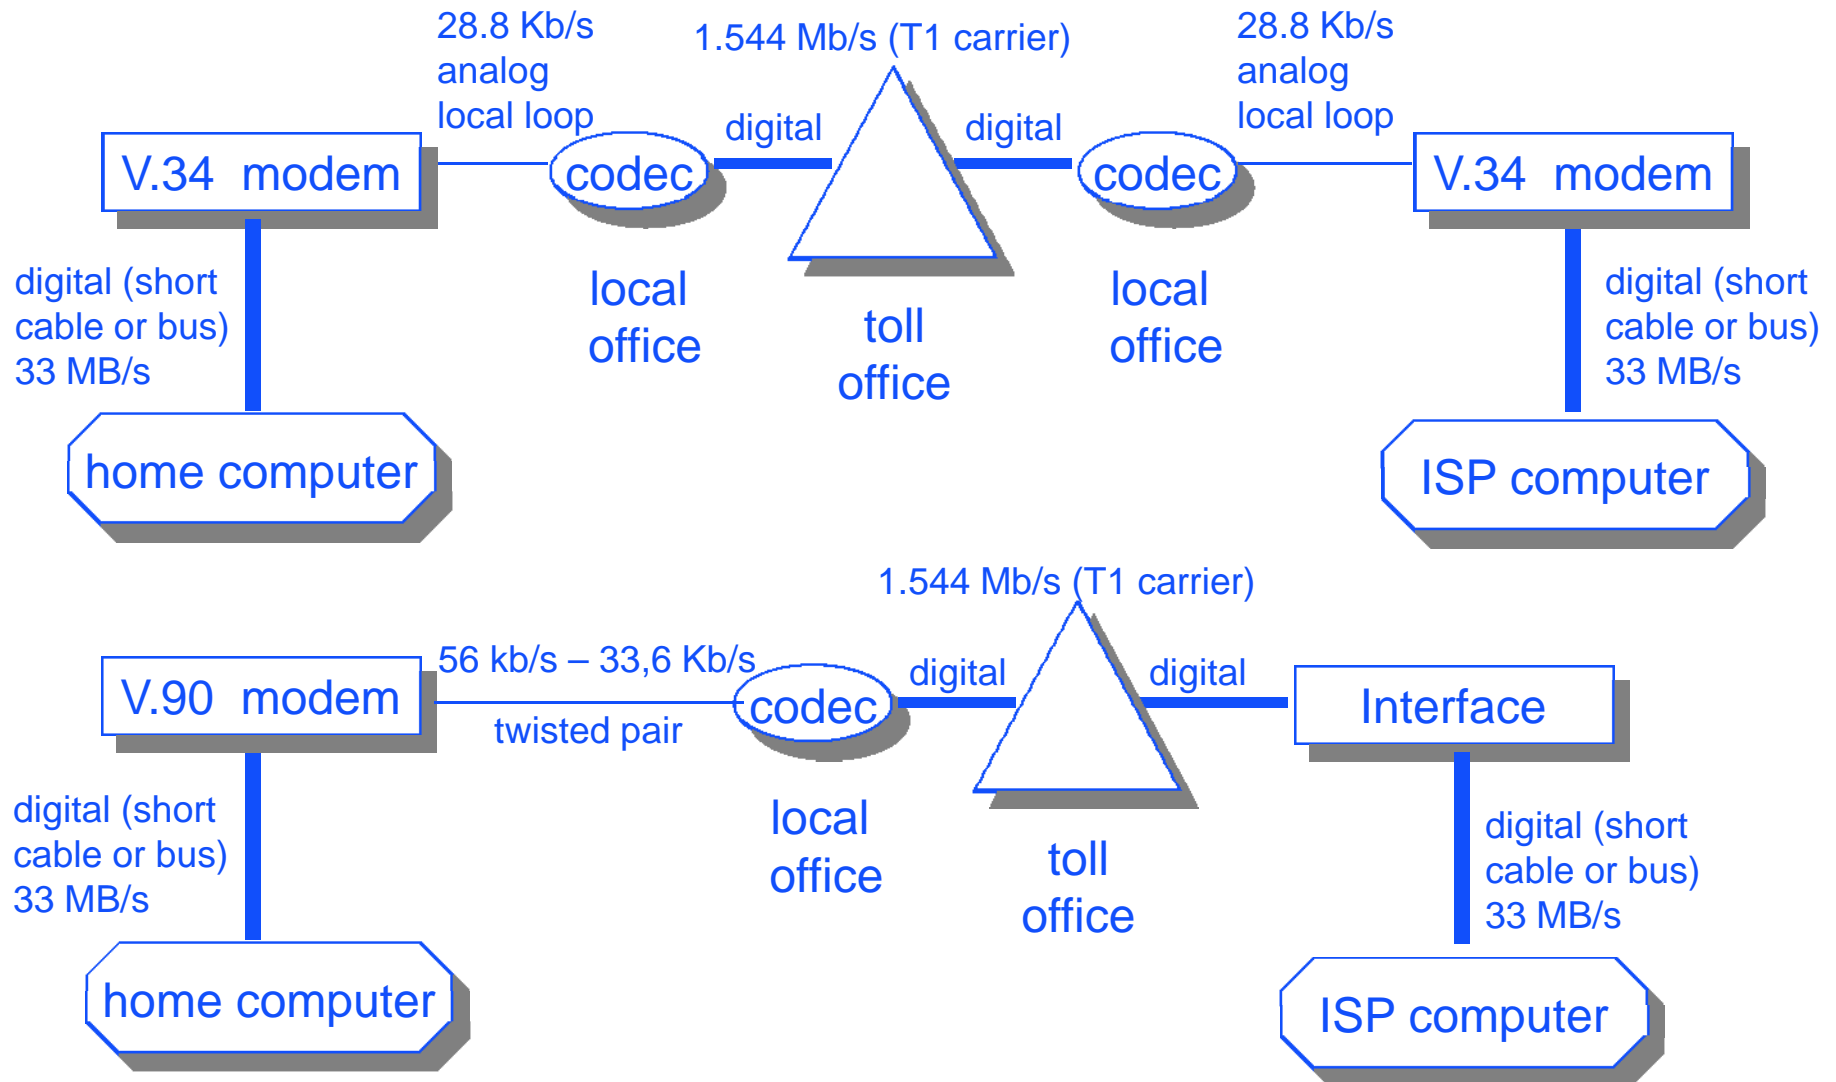 28.8 Kb/s
analog
local loop
1.544 Mb/s (T1 carrier)
28.8 Kb/s
analog
local loop
V.34 modem
codec
digital
digital
codec
V.34 modem
digital (short
cable or bus)
33 MB/s
local
office
toll
office
local
office
digital (short
cable or bus)
33 MB/s
home computer
ISP computer
1.544 Mb/s (T1 carrier)
V.90 modem
56 kb/s – 33,6 Kb/s
twisted pair
codec
digital
digital
Interface
digital (short
cable or bus)
33 MB/s
local
office
toll
office
digital (short
cable or bus)
33 MB/s
home computer
ISP computer